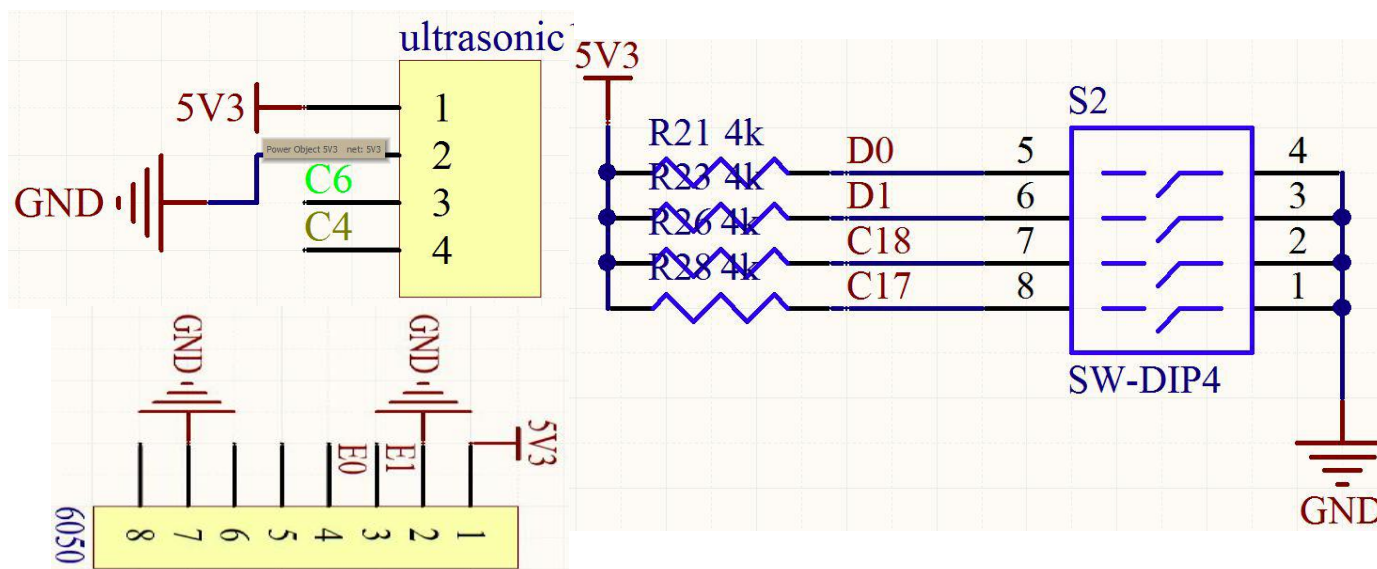 ultrasonic
5V3
1
Power Object 5V3 net: 5V3
2
GND
C6
3
C4
4
5V3
S2
R21 4k
D0
5
4
R23 4k
D1
6
3
R26 4k
C18
7
2
R28 4k
C17
8
1
SW-DIP4
GND
GND
GND
5V3
E0
E1
6050
8
7
6
5
4
3
2
1